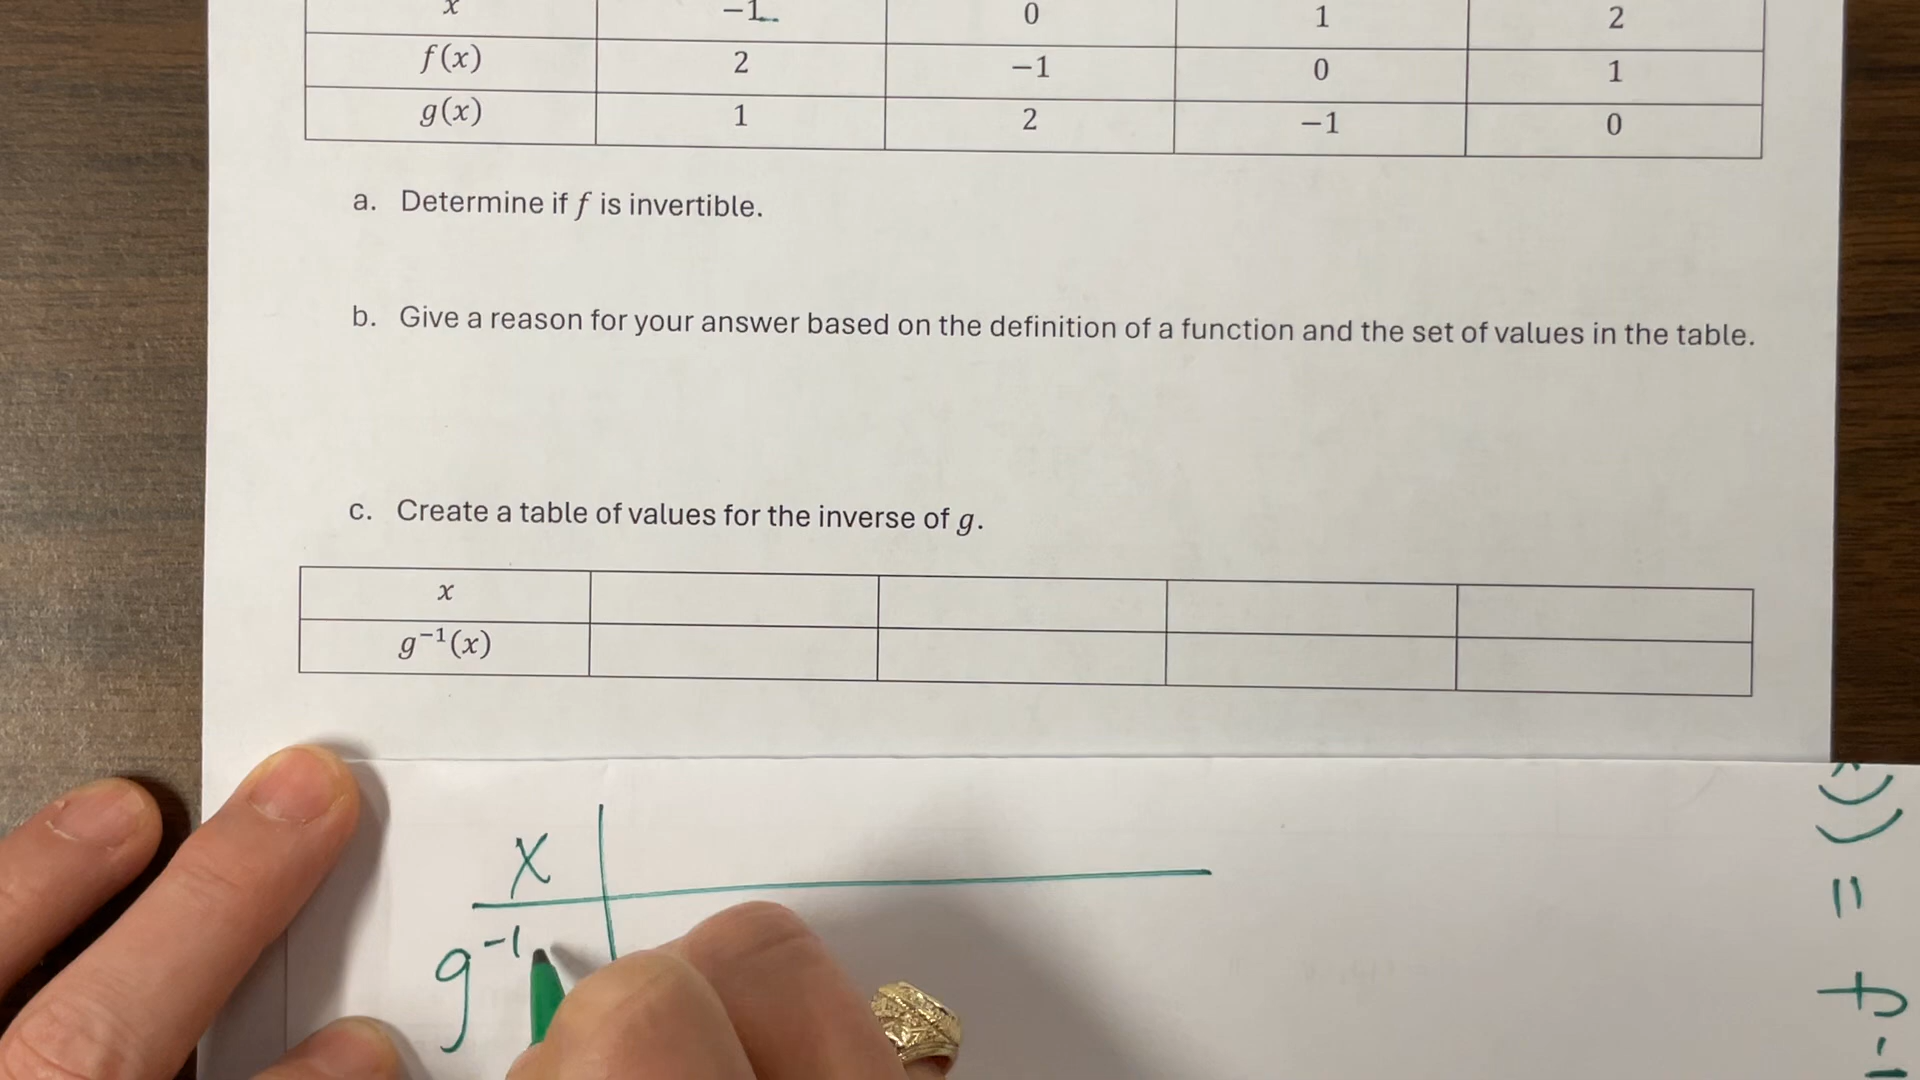 x -1 0 1 2
f(x) 2 −1 0 1
g(x) 1 2 −1 0
a. Determine if f is invertible.
b. Give a reason for your answer based on the definition of a function and the set of values in the table.
c. Create a table of values for the inverse of g.
x
g⁻¹(x)
x
g⁻¹
)) = f⁻¹